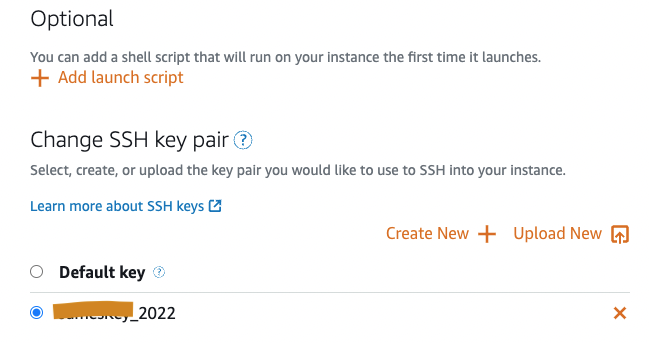 Optional
You can add a shell script that will run on your instance the first time it launches.
Add launch script
Change SSH key pair ?
Select, create, or upload the key pair you would like to use to SSH into your instance.
Learn more about SSH keys
Create New + Upload New
Default key ?
_2022